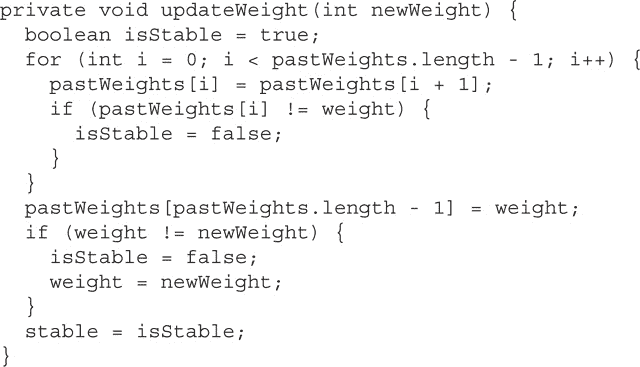 private void updateWeight(int newWeight) {
  boolean isStable = true;
  for (int i = 0; i < pastWeights.length - 1; i++) {
    pastWeights[i] = pastWeights[i + 1];
    if (pastWeights[i] != weight) {
      isStable = false;
    }
  }
  pastWeights[pastWeights.length - 1] = weight;
  if (weight != newWeight) {
    isStable = false;
    weight = newWeight;
  }
  stable = isStable;
}